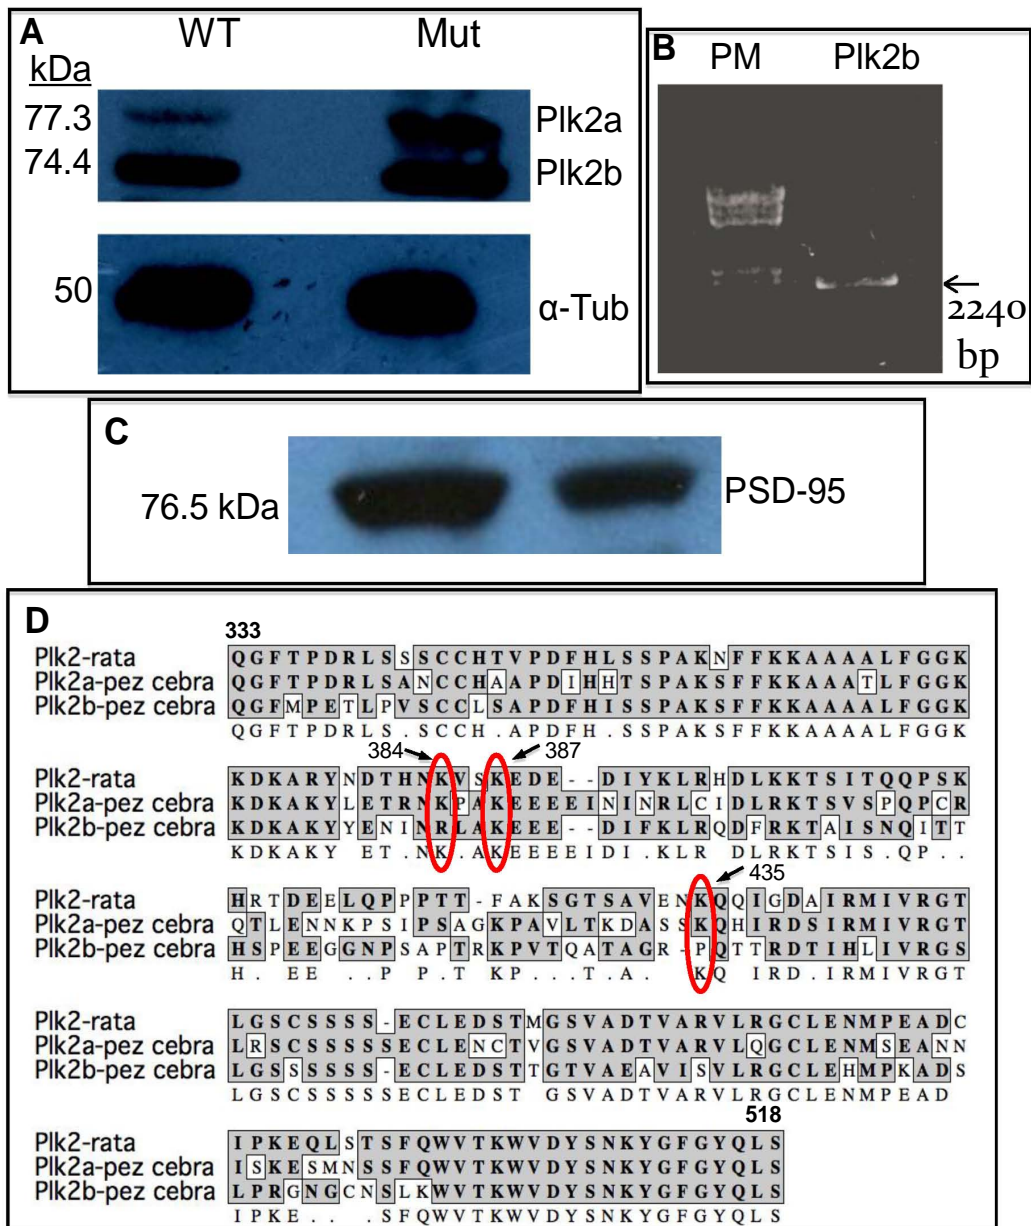 A
WT Mut
kDa
77.3 Plk2a
74.4 Plk2b
50 α-Tub
B
PM Plk2b
2240
bp
C
76.5 kDa PSD-95
D
333
Plk2-rata QGFTPDRLSSSCCHTVPDFHLSSPAKNFFKKAAAALFGGK
Plk2a-pez cebra QGFTPDRLSANCCHAAPDIHHTSPAKSFFKKAAATLFGGK
Plk2b-pez cebra QGFMPETLPVSCCLSAPDFHISSPAKSFFKKAAAALFGGK
QGFTPDRLS.SCCH.APDFH.SSPAKSFFKKAAAALFGGK
384 387
Plk2-rata KDKARYNDTHNKVSKEDE--DIYKLRHDLKKTSITQQPSK
Plk2a-pez cebra KDKAKYLETRNKPAKEEEEININRLCIDLRKTSVSPQPCR
Plk2b-pez cebra KDKAKYYENINRLAKEEE--DIFKLRQDFRKTAISNQITT
KDKAKY ET.NK.AKEEEEIDI.KLR DLRKTSIS.QP..
435
Plk2-rata HRTDEELQPPPTT-FAKSGTSAVENKQQIGDAIRMIVRGT
Plk2a-pez cebra QTLENNKPSIPSAGKPAVLTKDASSKQHIRDSIRMIVRGT
Plk2b-pez cebra HSPEEGGNPSAPTRKPVTQATAGR-PQTTRDTIHLIVRGS
H. EE ..P P.T KP...T.A. KQ IRD.IRMIVRGT
Plk2-rata LGSCSSSS-ECLEDSTMGSVADTVARVLRGCLENMPEADC
Plk2a-pez cebra LRSCSSSSSECLENCTVGSVADTVARVLQGCLENMSEANN
Plk2b-pez cebra LGSSSSSS-ECLEDSTTGTVAEAVISVLRGCLEHMPKADS
LGSCSSSSSECLEDST GSVADTVARVLRGCLENMPEAD
518
Plk2-rata IPKEQLSTSFQWVTKWVDYSNKYGFGYQLS
Plk2a-pez cebra ISKESMNSSFQWVTKWVDYSNKYGFGYQLS
Plk2b-pez cebra LPRGNGCNSLKWVTKWVDYSNKYGFGYQLS
IPKE.. .SFQWVTKWVDYSNKYGFGYQLS